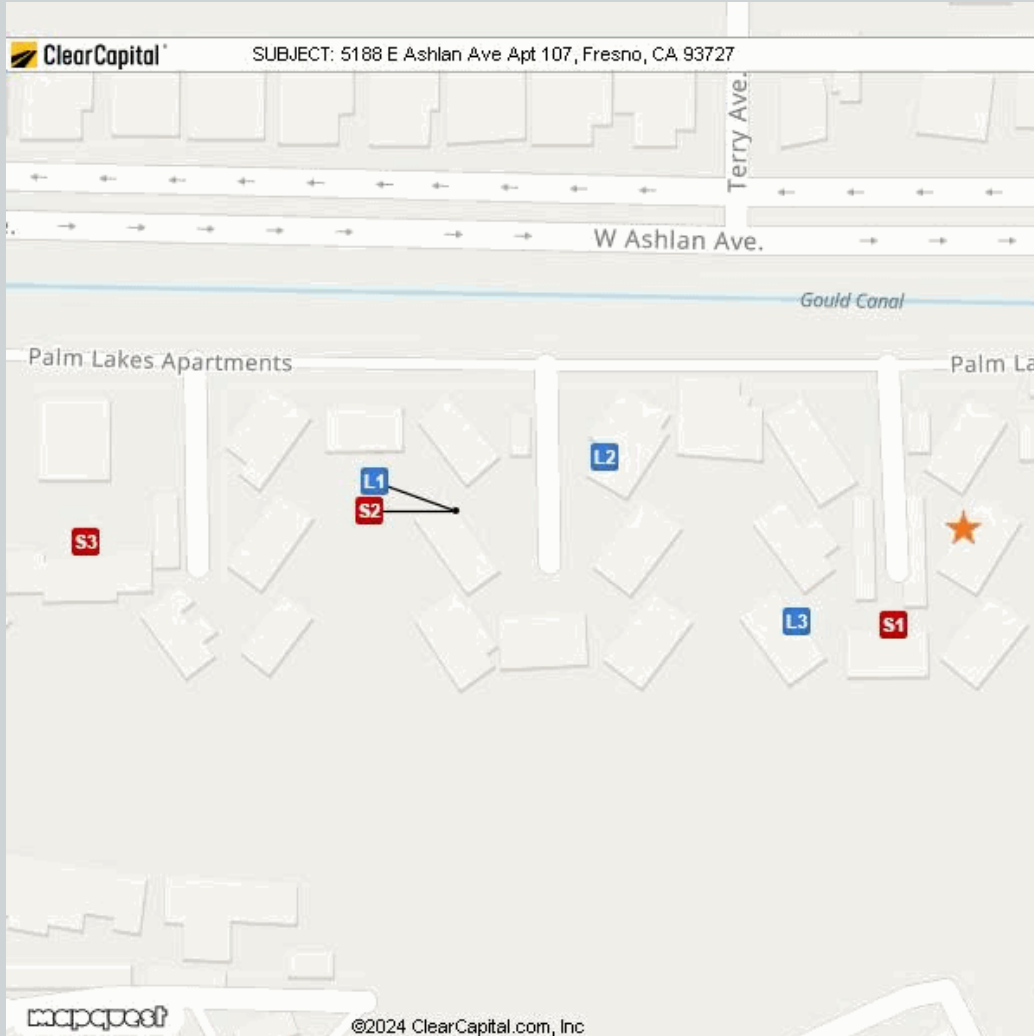 ClearCapital
SUBJECT: 5188 E Ashlan Ave Apt 107, Fresno, CA 93727
Terry Ave.
W Ashlan Ave.
Gould Canal
Palm Lakes Apartments
Palm La
L2
L1
S2
S3
L3
S1
mapquest
©2024 ClearCapital.com, Inc